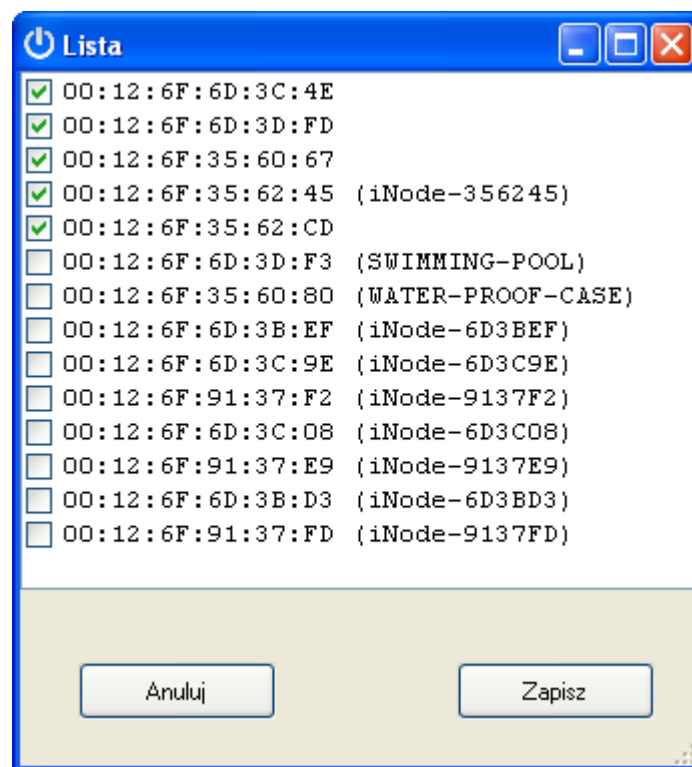 Lista
00:12:6F:6D:3C:4E
00:12:6F:6D:3D:FD
00:12:6F:35:60:67
00:12:6F:35:62:45 (iNode-356245)
00:12:6F:35:62:CD
00:12:6F:6D:3D:F3 (SWIMMING-POOL)
00:12:6F:35:60:80 (WATER-PROOF-CASE)
00:12:6F:6D:3B:EF (iNode-6D3BEF)
00:12:6F:6D:3C:9E (iNode-6D3C9E)
00:12:6F:91:37:F2 (iNode-9137F2)
00:12:6F:6D:3C:08 (iNode-6D3C08)
00:12:6F:91:37:E9 (iNode-9137E9)
00:12:6F:6D:3B:D3 (iNode-6D3BD3)
00:12:6F:91:37:FD (iNode-9137FD)
Anuluj Zapisz